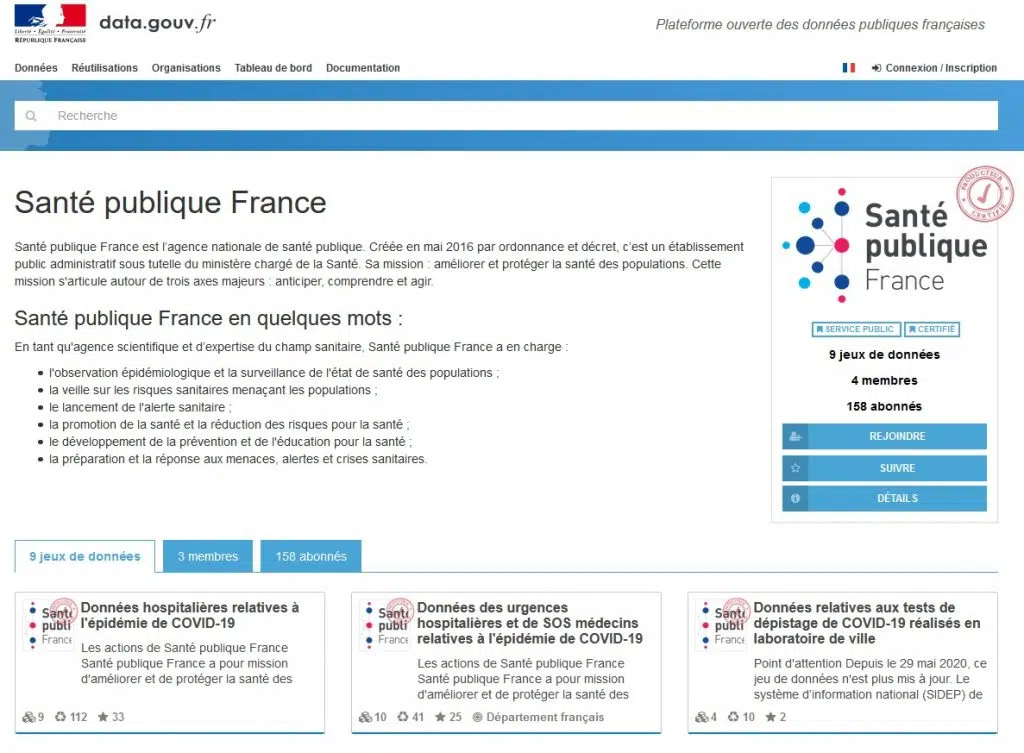 Liberté • Égalité • Fraternité
RÉPUBLIQUE FRANÇAISE
data.gouv.fr
Plateforme ouverte des données publiques françaises
Données Réutilisations Organisations Tableau de bord Documentation
Connexion / Inscription
Recherche
Santé publique France
Santé publique France est l’agence nationale de santé publique. Créée en mai 2016 par ordonnance et décret, c’est un établissement
public administratif sous tutelle du ministère chargé de la Santé. Sa mission : améliorer et protéger la santé des populations. Cette
mission s'articule autour de trois axes majeurs : anticiper, comprendre et agir.
Santé publique France en quelques mots :
En tant qu'agence scientifique et d’expertise du champ sanitaire, Santé publique France a en charge :
l'observation épidémiologique et la surveillance de l'état de santé des populations ;
la veille sur les risques sanitaires menaçant les populations ;
le lancement de l'alerte sanitaire ;
la promotion de la santé et la réduction des risques pour la santé ;
le développement de la prévention et de l'éducation pour la santé ;
la préparation et la réponse aux menaces, alertes et crises sanitaires.
PRODUCTEUR
CERTIFIÉ
Santé
publique
France
SERVICE PUBLIC CERTIFIÉ
9 jeux de données
4 membres
158 abonnés
REJOINDRE
SUIVRE
DÉTAILS
9 jeux de données 3 membres 158 abonnés
Santé
publi
France
Données hospitalières relatives à
l'épidémie de COVID-19
Les actions de Santé publique France
Santé publique France a pour mission
d'améliorer et de protéger la santé des
9 112 33
Santé
publi
France
Données des urgences
hospitalières et de SOS médecins
relatives à l'épidémie de COVID-19
Les actions de Santé publique France
Santé publique France a pour mission
d'améliorer et de protéger la santé des
10 41 25 Département français
Santé
publi
France
Données relatives aux tests de
dépistage de COVID-19 réalisés en
laboratoire de ville
Point d'attention Depuis le 29 mai 2020, ce
jeu de données n'est plus mis à jour. Le
système d’information national (SIDEP) de
4 10 2